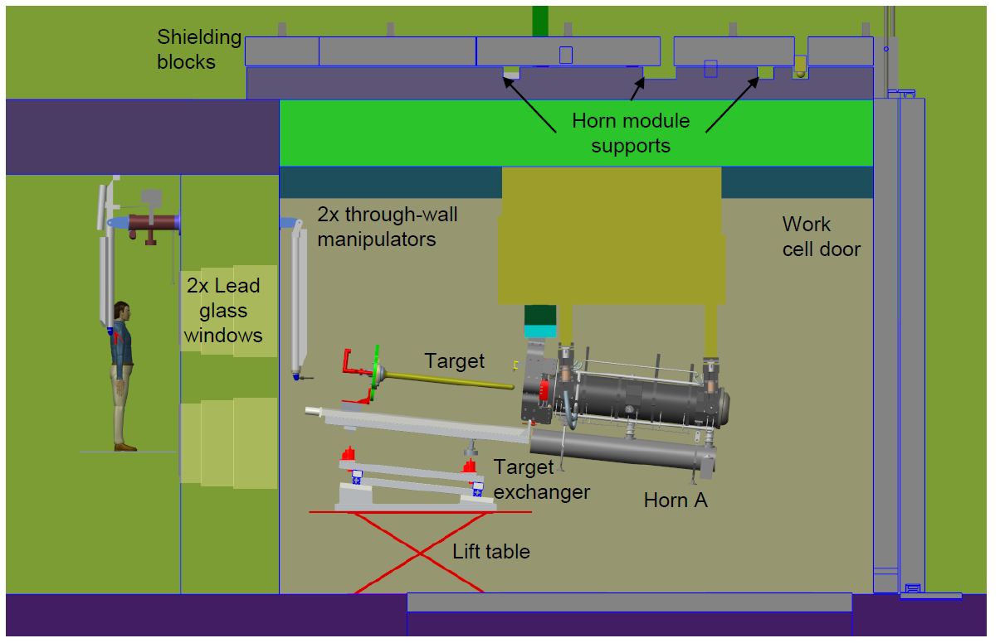 Shielding
blocks
Horn module
supports
2x through-wall
manipulators
Work
cell door
2x Lead
glass
windows
Target
Target
exchanger
Horn A
Lift table